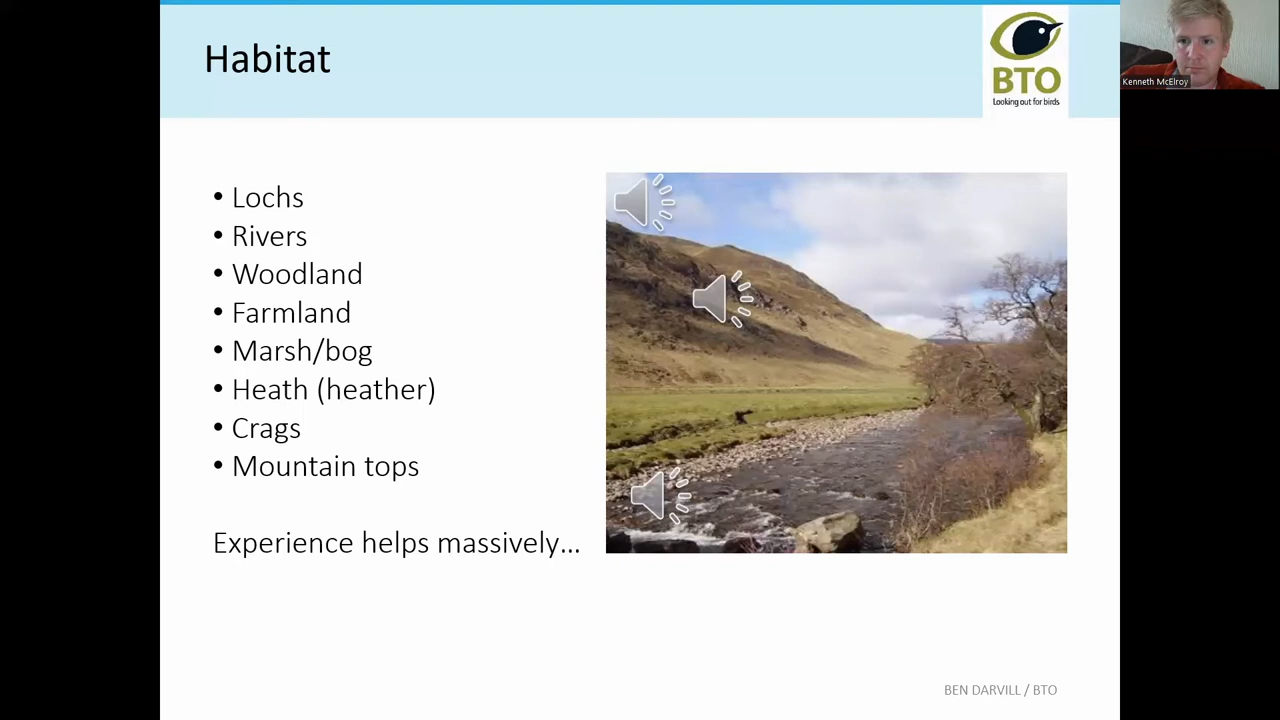 Habitat
BTO
Looking out for birds
Kenneth McElroy
• Lochs
• Rivers
• Woodland
• Farmland
• Marsh/bog
• Heath (heather)
• Crags
• Mountain tops
Experience helps massively...
BEN DARVILL / BTO